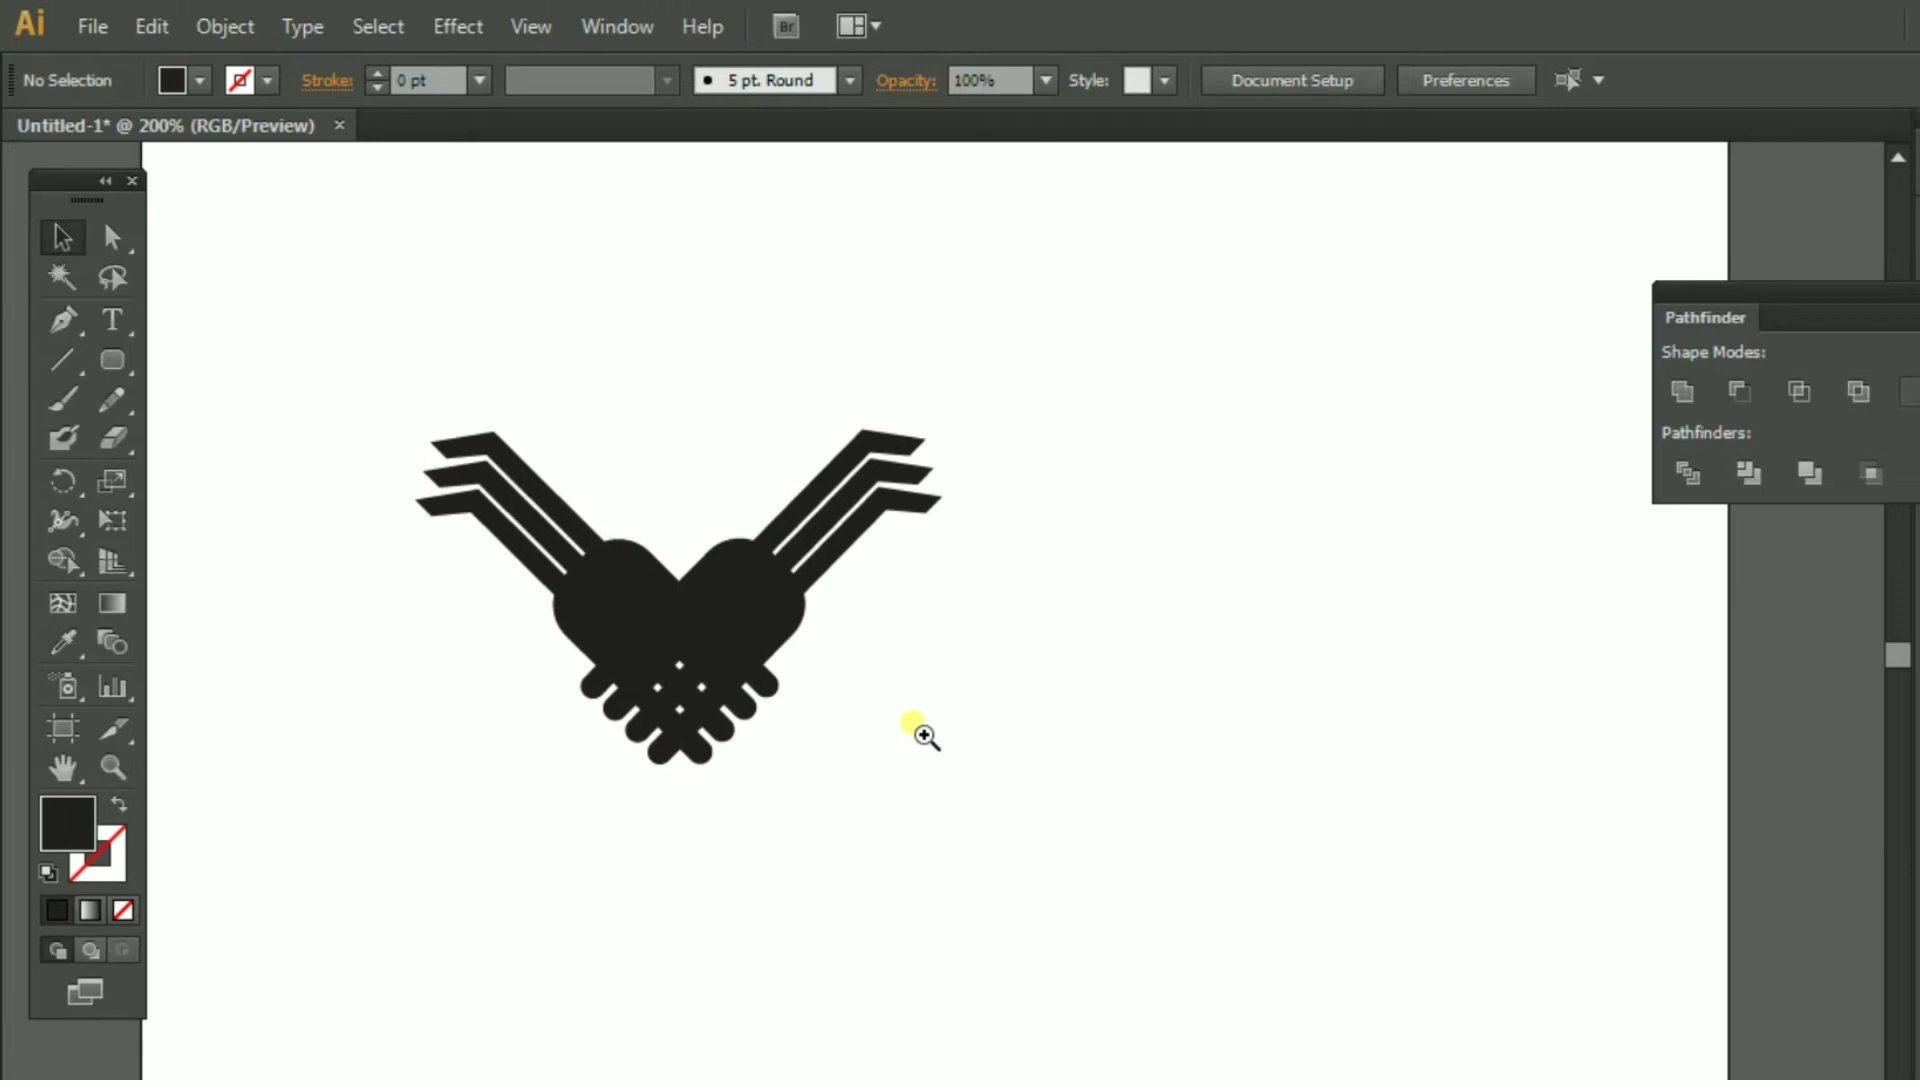 Ai File Edit Object Type Select Effect View Window Help Br
No Selection Stroke: 0 pt 5 pt. Round Opacity: 100% Style: Document Setup Preferences
Untitled-1* @ 200% (RGB/Preview)
Pathfinder
Shape Modes:
Pathfinders: